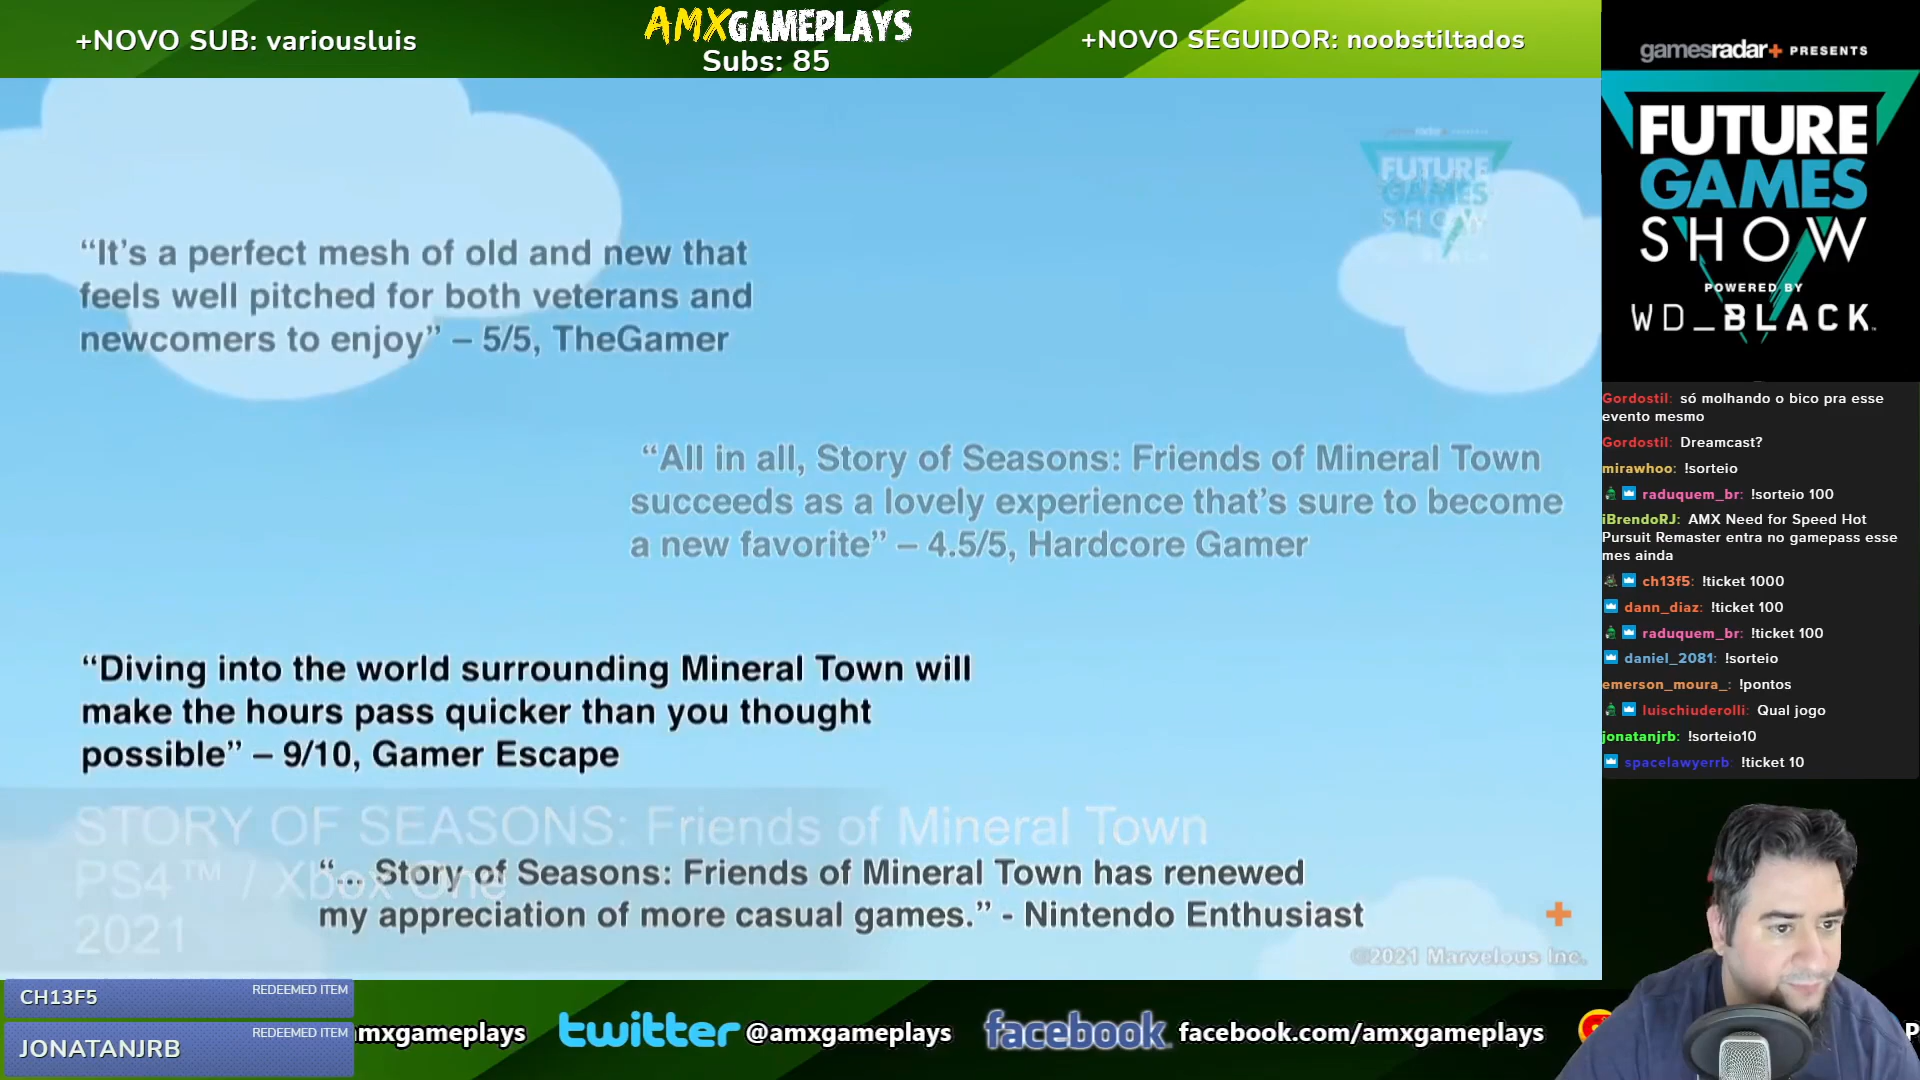 +NOVO SUB: variousluis
AMXGAMEPLAYS
Subs: 85
+NOVO SEGUIDOR: noobstiltados
gamesradar+ PRESENTS
FUTURE
GAMES
SHOW
POWERED BY
WD_BLACK™
FUTURE
GAMES
SHOW
“It’s a perfect mesh of old and new that
feels well pitched for both veterans and
newcomers to enjoy” – 5/5, TheGamer
“All in all, Story of Seasons: Friends of Mineral Town
succeeds as a lovely experience that’s sure to become
a new favorite” – 4.5/5, Hardcore Gamer
“Diving into the world surrounding Mineral Town will
make the hours pass quicker than you thought
possible” – 9/10, Gamer Escape
STORY OF SEASONS: Friends of Mineral Town
PS4™ / Xbox One
2021
“... Story of Seasons: Friends of Mineral Town has renewed
my appreciation of more casual games.” - Nintendo Enthusiast
©2021 Marvelous Inc.
Gordostil: só molhando o bico pra esse
evento mesmo
Gordostil: Dreamcast?
mirawhoo: !sorteio
raduquem_br: !sorteio 100
iBrendoRJ: AMX Need for Speed Hot
Pursuit Remaster entra no gamepass esse
mes ainda
ch13f5: !ticket 1000
dann_diaz: !ticket 100
raduquem_br: !ticket 100
daniel_2081: !sorteio
emerson_moura_: !pontos
luischiuderolli: Qual jogo
jonatanjrb: !sorteio10
spacelawyerrb: !ticket 10
CH13F5 REDEEMED ITEM
JONATANJRB REDEEMED ITEM
amxgameplays
twitter @amxgameplays
facebook facebook.com/amxgameplays
P